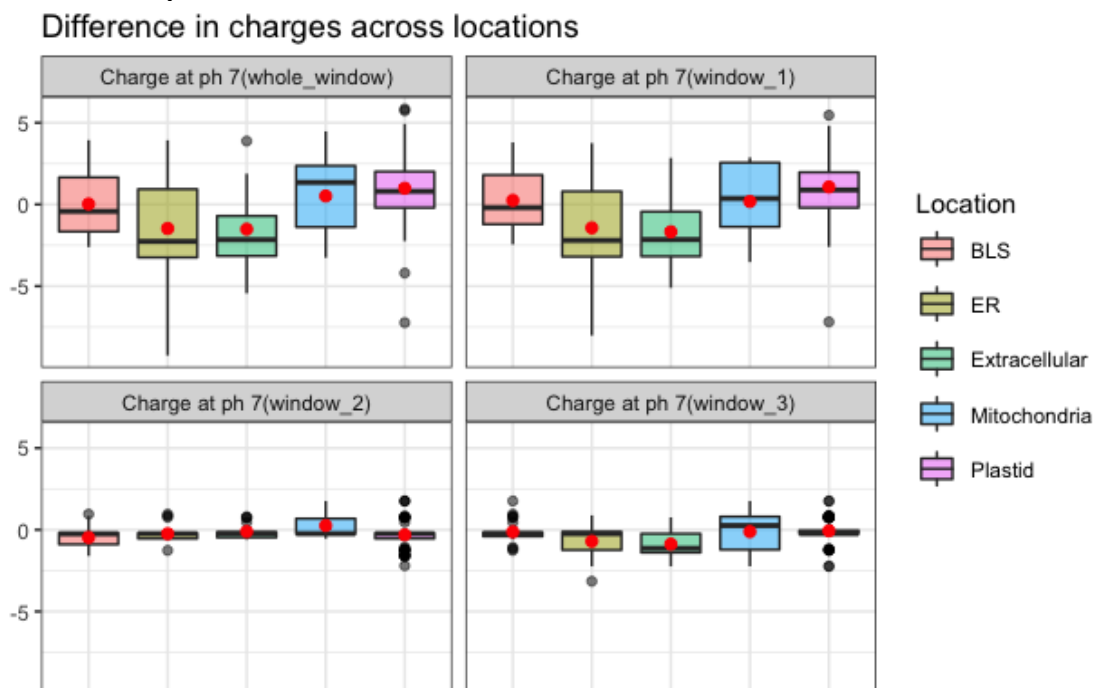 Difference in charges across locations
Charge at ph 7(whole_window)
Charge at ph 7(window_1)
5
0
-5
Charge at ph 7(window_2)
Charge at ph 7(window_3)
5
0
-5
Location
BLS
ER
Extracellular
Mitochondria
Plastid